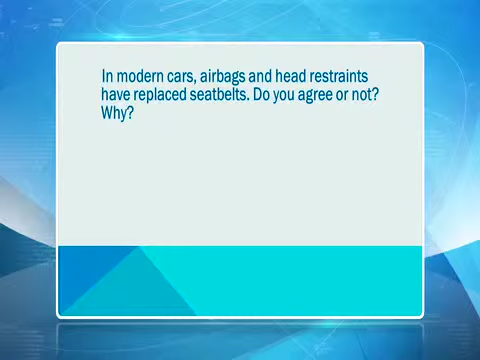 In modern cars, airbags and head restraints
have replaced seatbelts. Do you agree or not?
Why?